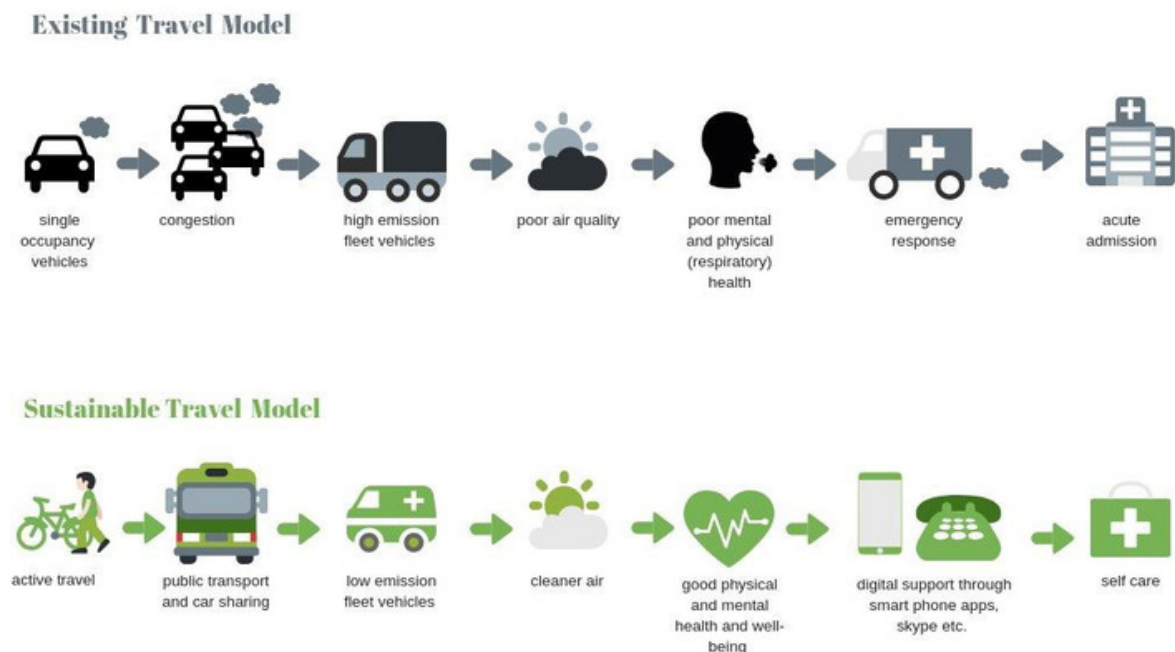 Existing Travel Model
single
occupancy
vehicles
congestion
high emission
fleet vehicles
poor air quality
poor mental
and physical
(respiratory)
health
emergency
response
acute
admission
Sustainable Travel Model
active travel
public transport
and car sharing
low emission
fleet vehicles
cleaner air
good physical
and mental
health and well-
being
digital support through
smart phone apps,
skype etc.
self care